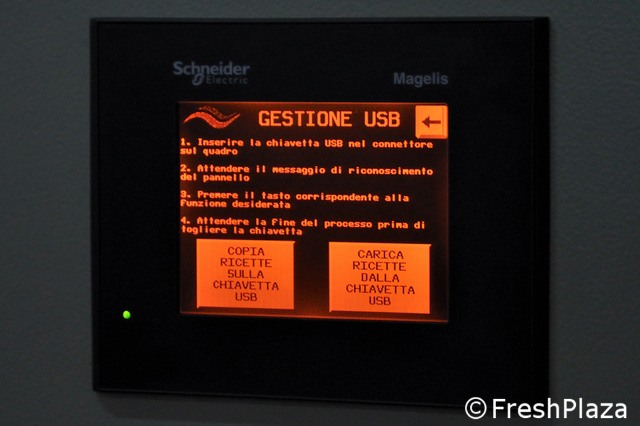 Schneider
Electric
Magelis
GESTIONE USB
1. Inserire la chiavetta USB nel connettore
sul quadro
2. Attendere il messaggio di riconoscimento
del pannello
3. Premere il tasto corrispondente alla
funzione desiderata
4. Attendere la fine del processo prima di
togliere la chiavetta
COPIA
RICETTE
SULLA
CHIAVETTA
USB
CARICA
RICETTE
DALLA
CHIAVETTA
USB
©FreshPlaza